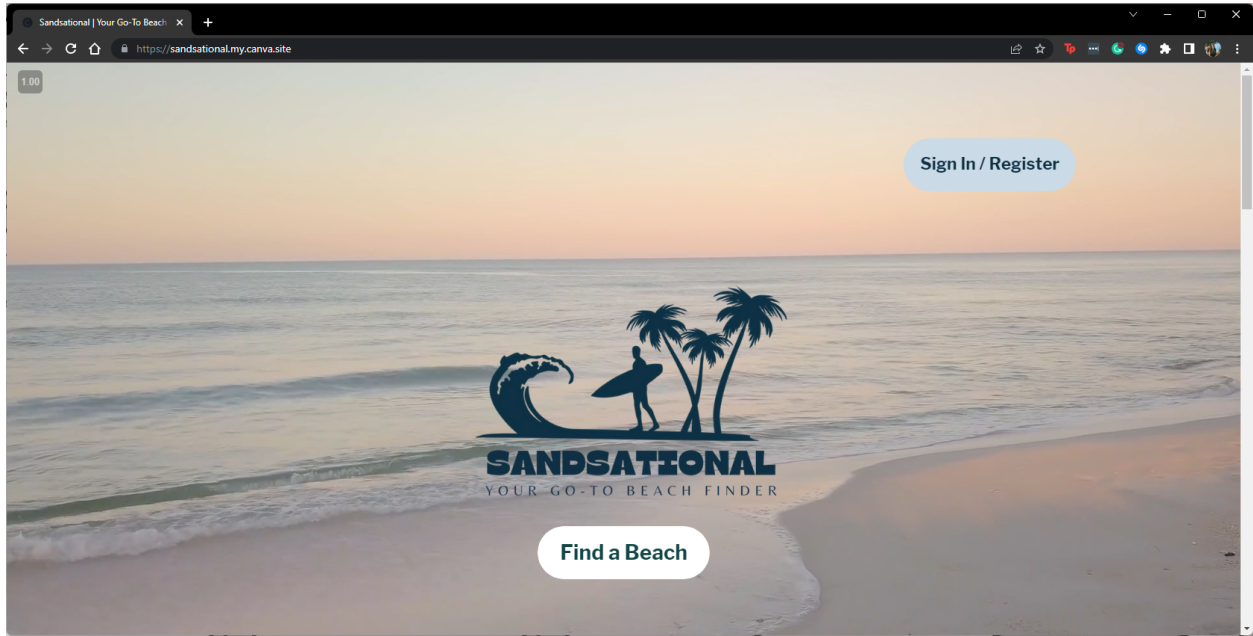 Sandsational | Your Go-To Beach
https://sandsational.my.canva.site
1.00
Sign In / Register
SANDSATIONAL
YOUR GO-TO BEACH FINDER
Find a Beach